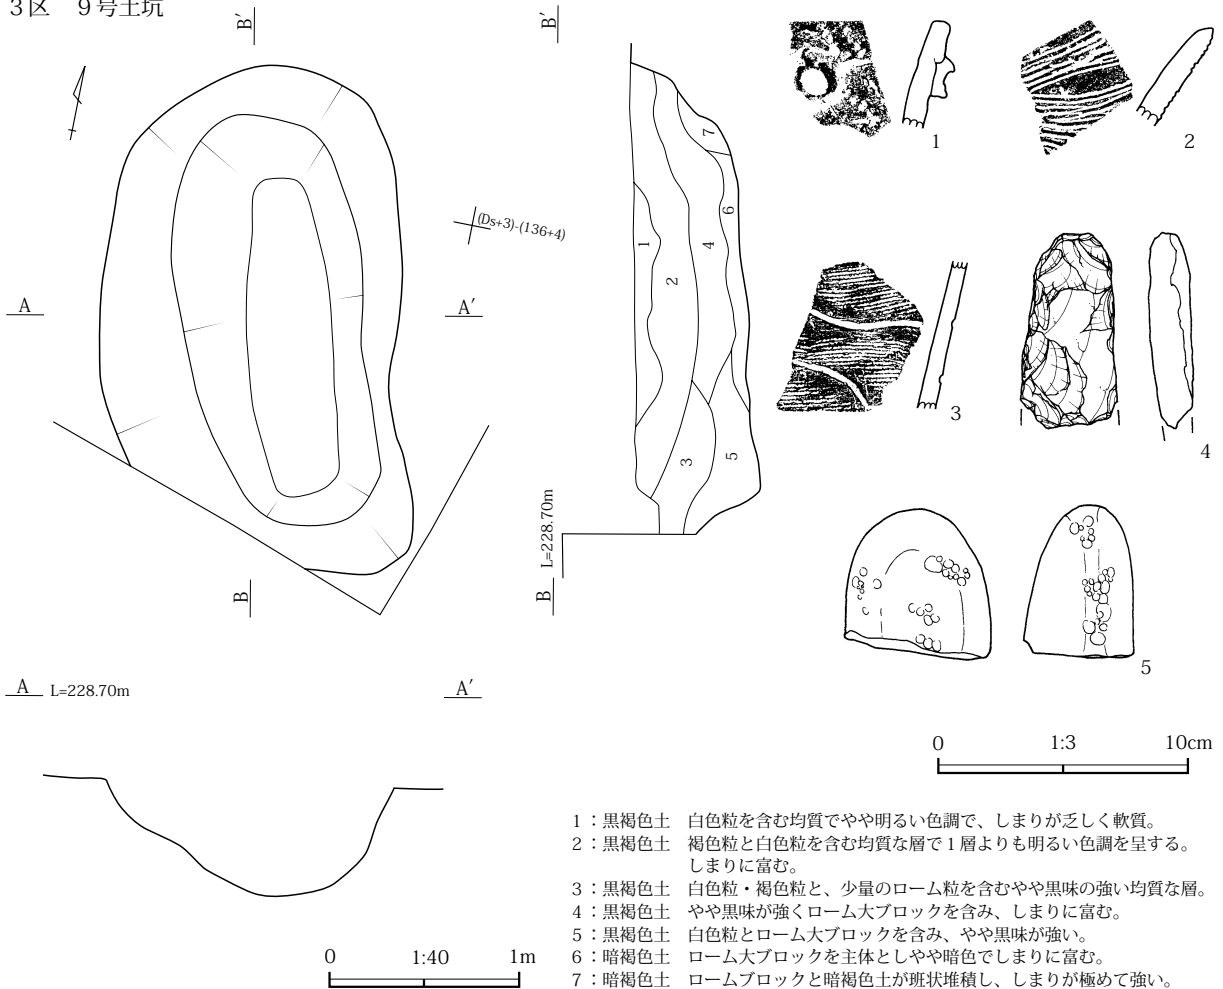 ３区　９号土坑
B′
B′
1
2
A
A′
(Ds+3)-(136+4)
1
2
3
4
5
6
7
3
4
5
B
L=228.70m
B
A
L=228.70m
A′
0
1:3
10cm
0
1:40
1m
１：黒褐色土　白色粒を含む均質でやや明るい色調で、しまりが乏しく軟質。
２：黒褐色土　褐色粒と白色粒を含む均質な層で１層よりも明るい色調を呈する。
しまりに富む。
３：黒褐色土　白色粒・褐色粒と、少量のローム粒を含むやや黒味の強い均質な層。
４：黒褐色土　やや黒味が強くローム大ブロックを含み、しまりに富む。
５：黒褐色土　白色粒とローム大ブロックを含み、やや黒味が強い。
６：暗褐色土　ローム大ブロックを主体としやや暗色でしまりに富む。
７：暗褐色土　ロームブロックと暗褐色土が班状堆積し、しまりが極めて強い。